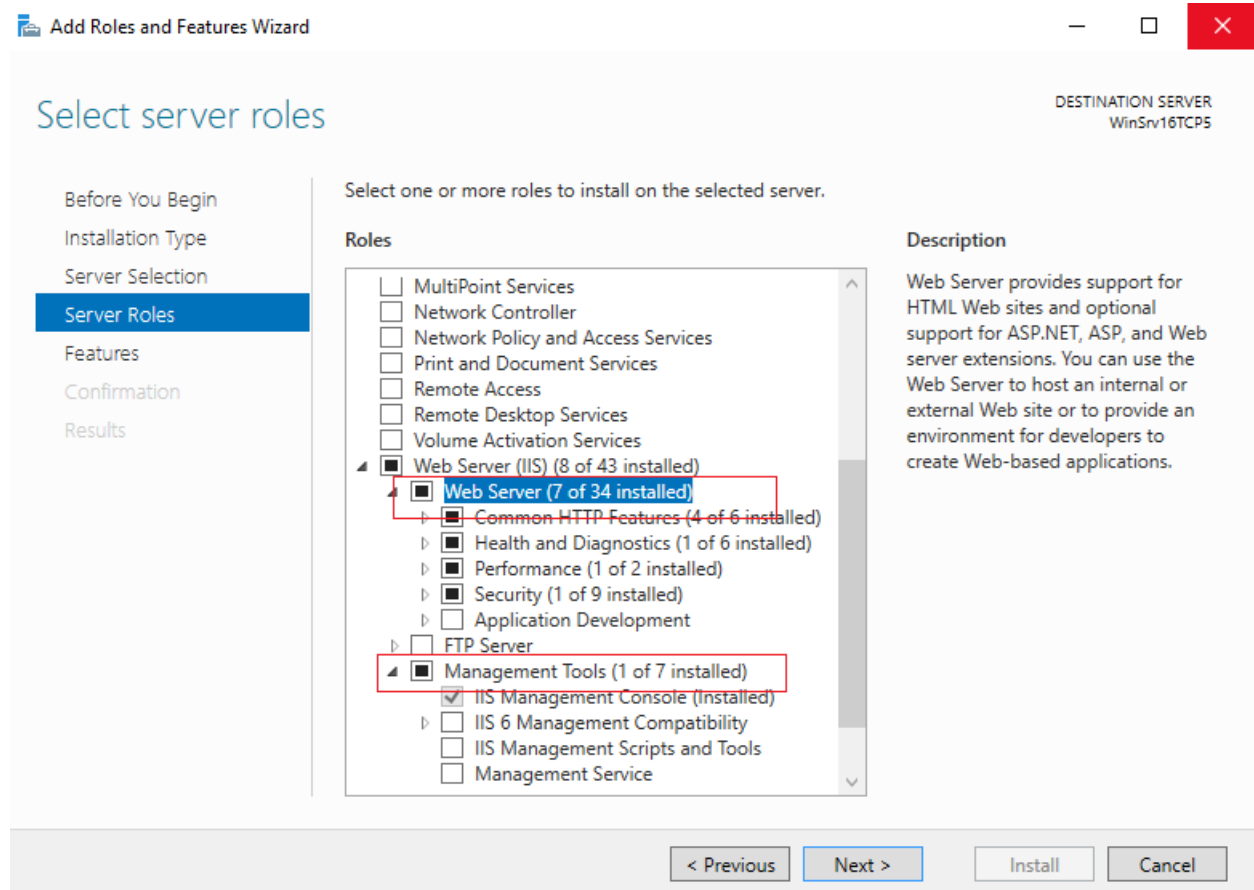 Add Roles and Features Wizard
Select server roles
DESTINATION SERVER
WinSrv16TCP5
Before You Begin
Installation Type
Server Selection
Server Roles
Features
Confirmation
Results
Select one or more roles to install on the selected server.
Roles
MultiPoint Services
Network Controller
Network Policy and Access Services
Print and Document Services
Remote Access
Remote Desktop Services
Volume Activation Services
Web Server (IIS) (8 of 43 installed)
Web Server (7 of 34 installed)
Common HTTP Features (4 of 6 installed)
Health and Diagnostics (1 of 6 installed)
Performance (1 of 2 installed)
Security (1 of 9 installed)
Application Development
FTP Server
Management Tools (1 of 7 installed)
IIS Management Console (Installed)
IIS 6 Management Compatibility
IIS Management Scripts and Tools
Management Service
Description
Web Server provides support for
HTML Web sites and optional
support for ASP.NET, ASP, and Web
server extensions. You can use the
Web Server to host an internal or
external Web site or to provide an
environment for developers to
create Web-based applications.
< Previous
Next >
Install
Cancel